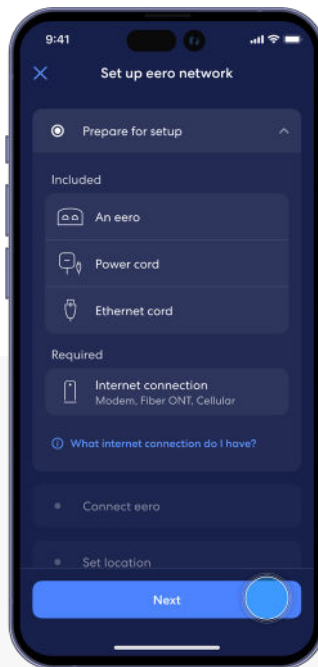 9:41
Set up eero network
Prepare for setup
Included
An eero
Power cord
Ethernet cord
Required
Internet connection
Modem, Fiber ONT, Cellular
What internet connection do I have?
Connect eero
Set location
Next